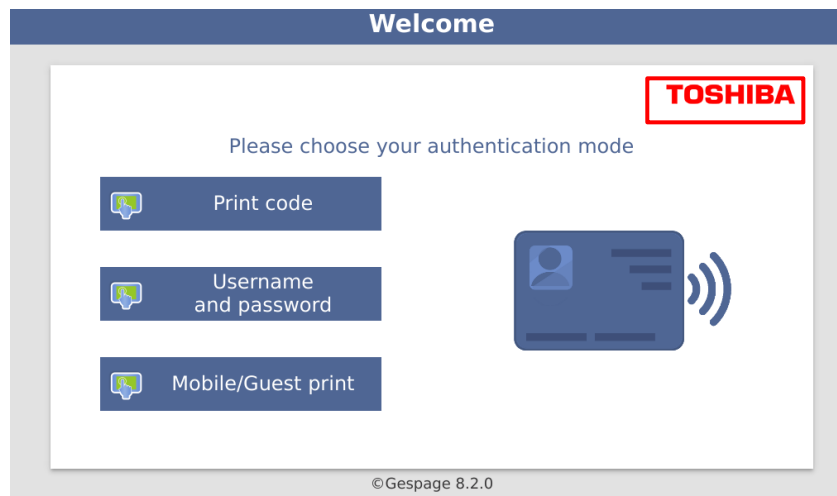 Welcome
TOSHIBA
Please choose your authentication mode
Print code
Username
and password
Mobile/Guest print
©Gespage 8.2.0